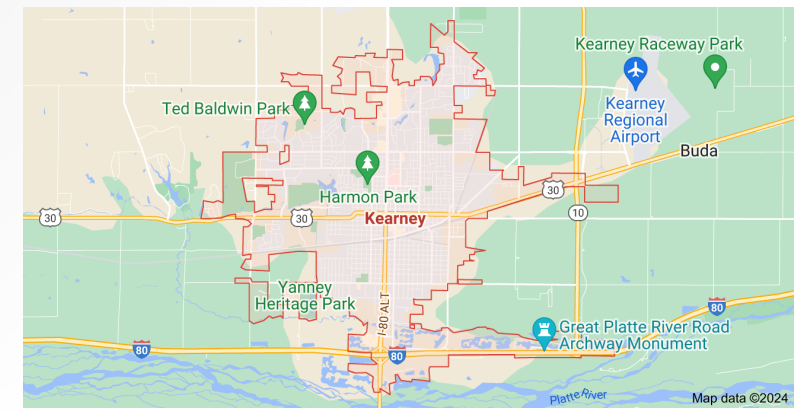 Kearney Raceway Park
Ted Baldwin Park
Kearney
Regional
Airport
Buda
Harmon Park
30
30
30
10
Kearney
Yanney
Heritage Park
I-80 ALT
80
Great Platte River Road
Archway Monument
80
80
Platte River
Map data ©2024